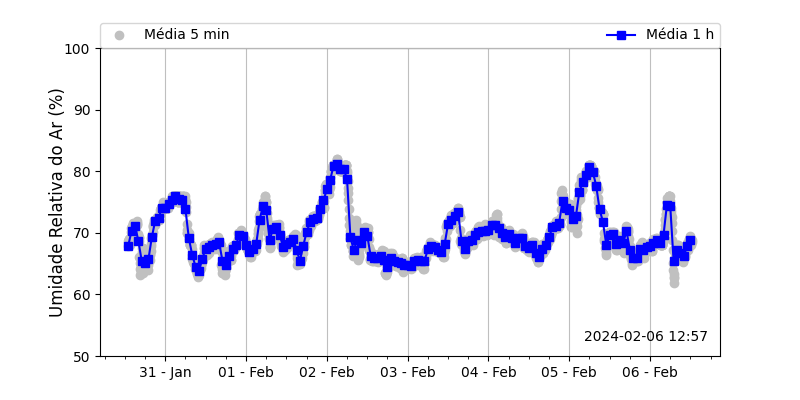 Média 5 min
Média 1 h
Umidade Relativa do Ar (%)
100
90
80
70
60
50
2024-02-06 12:57
31 - Jan
01 - Feb
02 - Feb
03 - Feb
04 - Feb
05 - Feb
06 - Feb